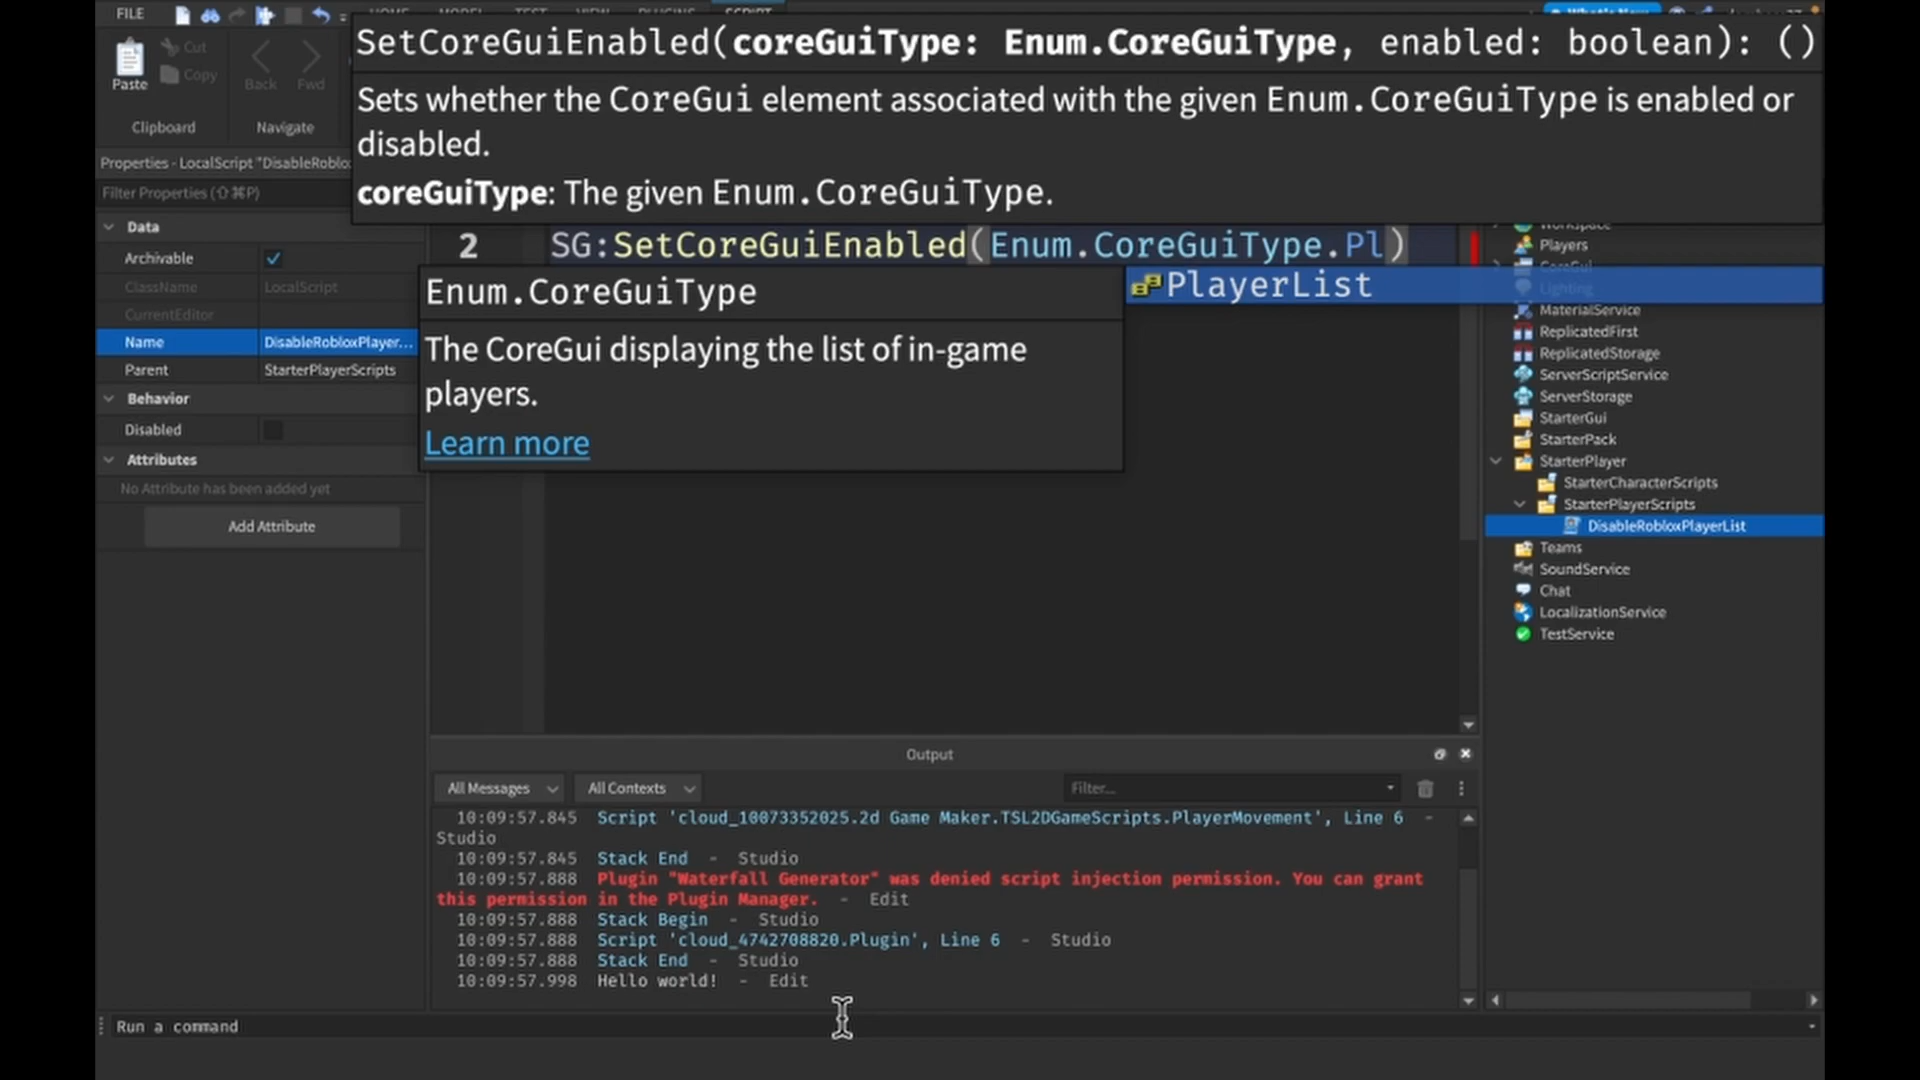 FILE
SetCoreGuiEnabled(coreGuiType: Enum.CoreGuiType, enabled: boolean): ()
Sets whether the CoreGui element associated with the given Enum.CoreGuiType is enabled or
disabled.
coreGuiType: The given Enum.CoreGuiType.
Paste
Cut
Copy
Clipboard
Back
Fwd
Navigate
Properties - LocalScript "DisableRoblo
Filter Properties (⇧⌘P)
Data
Archivable
ClassName
LocalScript
CurrentEditor
Name
DisableRobloxPlayer...
Parent
StarterPlayerScripts
Behavior
Disabled
Attributes
No Attribute has been added yet
Add Attribute
2 SG:SetCoreGuiEnabled(Enum.CoreGuiType.Pl)
Enum.CoreGuiType
The CoreGui displaying the list of in-game
players.
Learn more
PlayerList
Workspace
Players
CoreGui
Lighting
MaterialService
ReplicatedFirst
ReplicatedStorage
ServerScriptService
ServerStorage
StarterGui
StarterPack
StarterPlayer
StarterCharacterScripts
StarterPlayerScripts
DisableRobloxPlayerList
Teams
SoundService
Chat
LocalizationService
TestService
Output
All Messages
All Contexts
Filter...
10:09:57.845 Script 'cloud_10073352025.2d Game Maker.TSL2DGameScripts.PlayerMovement', Line 6 -
Studio
10:09:57.845 Stack End - Studio
10:09:57.888 Plugin "Waterfall Generator" was denied script injection permission. You can grant
this permission in the Plugin Manager. - Edit
10:09:57.888 Stack Begin - Studio
10:09:57.888 Script 'cloud_4742708820.Plugin', Line 6 - Studio
10:09:57.888 Stack End - Studio
10:09:57.998 Hello world! - Edit
Run a command